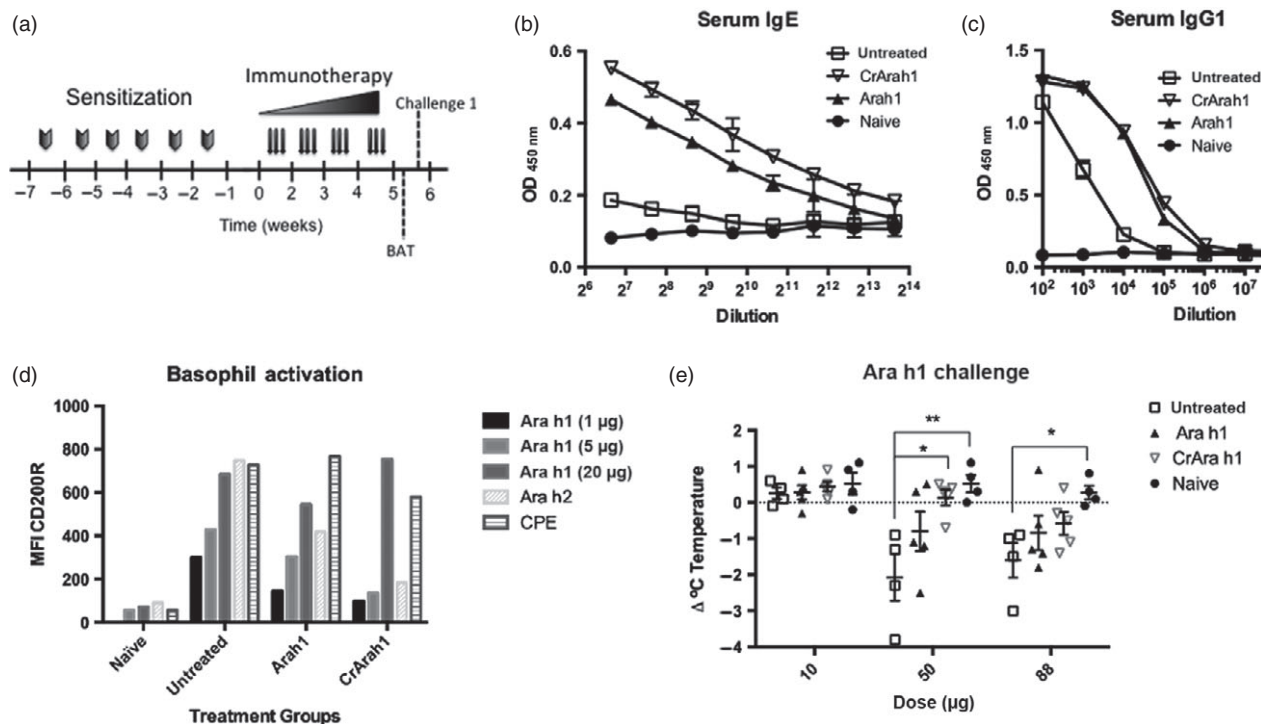 (a)
Sensitization
Immunotherapy
Challenge 1
–7 –6 –5 –4 –3 –2 –1 0 1 2 3 4 5 6
Time (weeks)
BAT
(b)
Serum IgE
OD 450 nm
0.6
0.4
0.2
0.0
2^6 2^7 2^8 2^9 2^10 2^11 2^12 2^13 2^14
Dilution
Untreated
CrArah1
Arah1
Naive
(c)
Serum IgG1
OD 450 nm
1.5
1.0
0.5
0.0
10^2 10^3 10^4 10^5 10^6 10^7
Dilution
Untreated
CrArah1
Arah1
Naive
(d)
Basophil activation
MFI CD200R
1000
800
600
400
200
0
Naïve Untreated Arah1 CrArah1
Treatment Groups
Ara h1 (1 µg)
Ara h1 (5 µg)
Ara h1 (20 µg)
Ara h2
CPE
(e)
Ara h1 challenge
Δ ºC Temperature
2
1
0
−1
−2
−3
−4
** * *
10 50 88
Dose (µg)
Untreated
Ara h1
CrAra h1
Naive